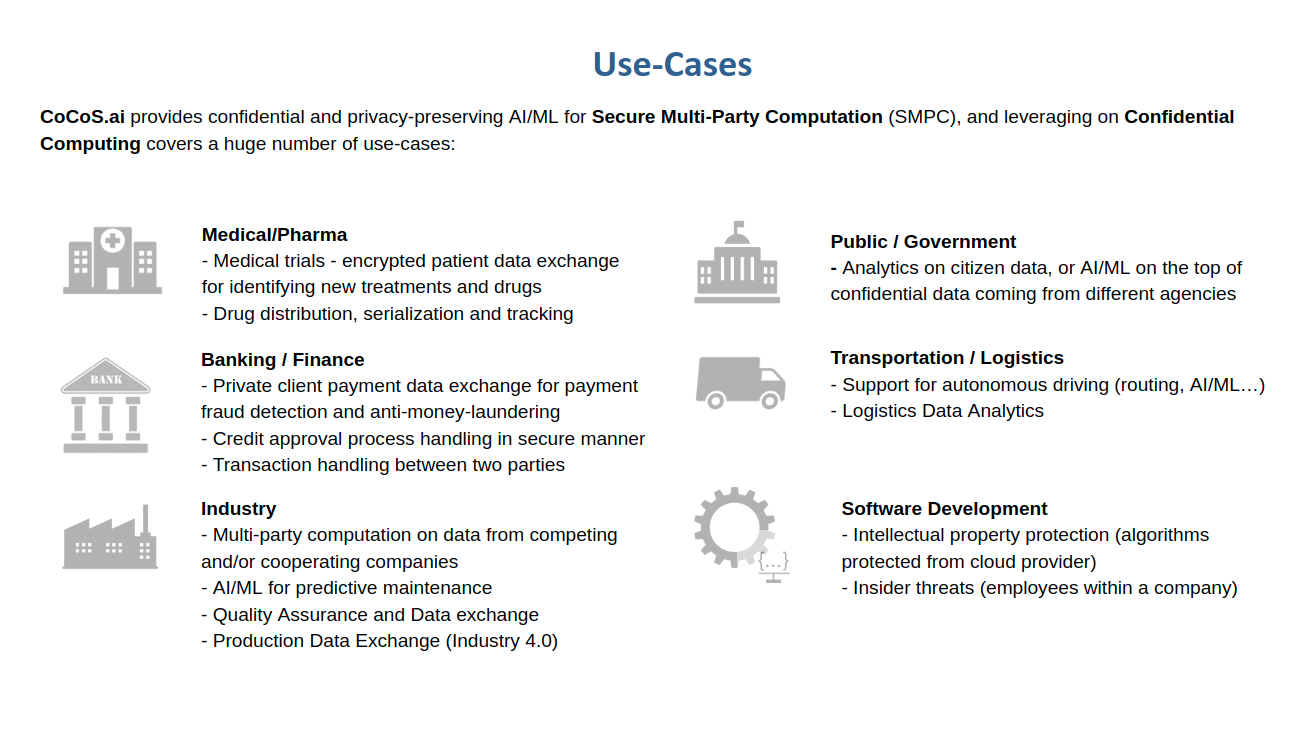 Use-Cases
CoCoS.ai provides confidential and privacy-preserving AI/ML for Secure Multi-Party Computation (SMPC), and leveraging on Confidential
Computing covers a huge number of use-cases:
Medical/Pharma
- Medical trials - encrypted patient data exchange
for identifying new treatments and drugs
- Drug distribution, serialization and tracking
BANK
Banking / Finance
- Private client payment data exchange for payment
fraud detection and anti-money-laundering
- Credit approval process handling in secure manner
- Transaction handling between two parties
Industry
- Multi-party computation on data from competing
and/or cooperating companies
- AI/ML for predictive maintenance
- Quality Assurance and Data exchange
- Production Data Exchange (Industry 4.0)
Public / Government
- Analytics on citizen data, or AI/ML on the top of
confidential data coming from different agencies
Transportation / Logistics
- Support for autonomous driving (routing, AI/ML…)
- Logistics Data Analytics
{...}
Software Development
- Intellectual property protection (algorithms
protected from cloud provider)
- Insider threats (employees within a company)